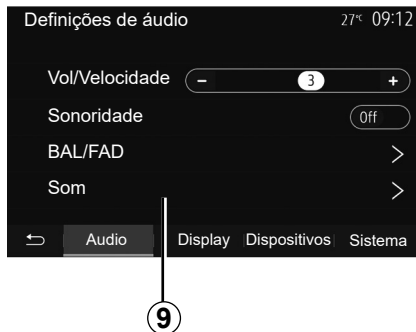 Definições de áudio 27°C 09:12
Vol/Velocidade - 3 +
Sonoridade Off
BAL/FAD >
Som >
Audio Display Dispositivos Sistema
9